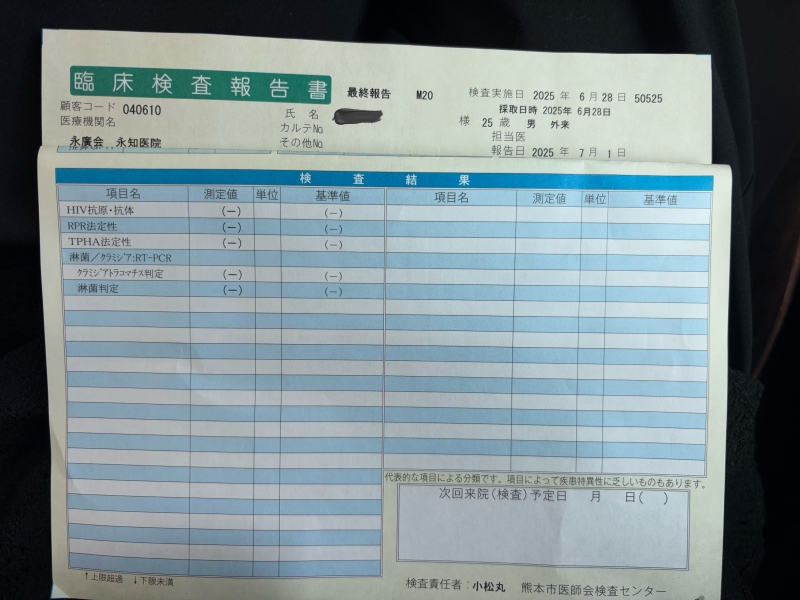 臨床検査報告書
最終報告 M20
検査実施日 2025 年 6 月 28 日 50525
顧客コード 040610
採取日時 2025年 6月28日
氏名
医療機関名
様 25 歳 男 外来
カルテ№
担当医
永廣会 永知医院
その他№
報告日 2025 年 7 月 1 日
検査結果
項目名 測定値 単位 基準値 項目名 測定値 単位 基準値
HIV抗原・抗体 (－) (－)
RPR法定性 (－) (－)
TPHA法定性 (－) (－)
淋菌／クラミジア:RT-PCR
クラミジアトラコマチス判定 (－) (－)
淋菌判定 (－) (－)
代表的な項目による分類です。項目によって疾患特異性に乏しいものもあります。
次回来院(検査)予定日 月 日( )
↑上限超過 ↓下限未満
検査責任者：小松丸 熊本市医師会検査センター